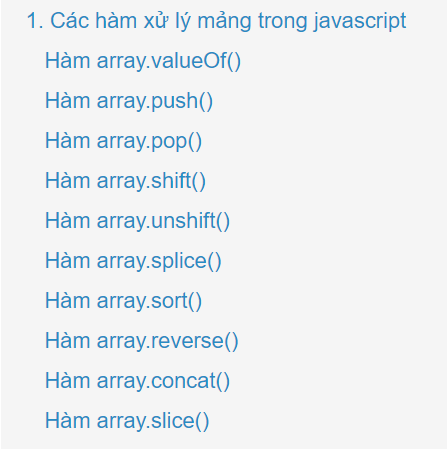 1. Các hàm xử lý mảng trong javascript
Hàm array.valueOf()
Hàm array.push()
Hàm array.pop()
Hàm array.shift()
Hàm array.unshift()
Hàm array.splice()
Hàm array.sort()
Hàm array.reverse()
Hàm array.concat()
Hàm array.slice()